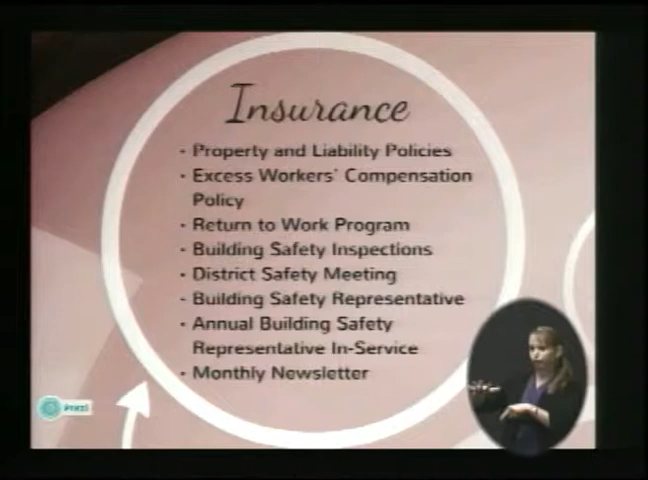 Insurance
· Property and Liability Policies
· Excess Workers' Compensation
Policy
· Return to Work Program
· Building Safety Inspections
· District Safety Meeting
· Building Safety Representative
· Annual Building Safety
Representative In-Service
· Monthly Newsletter
Prezi